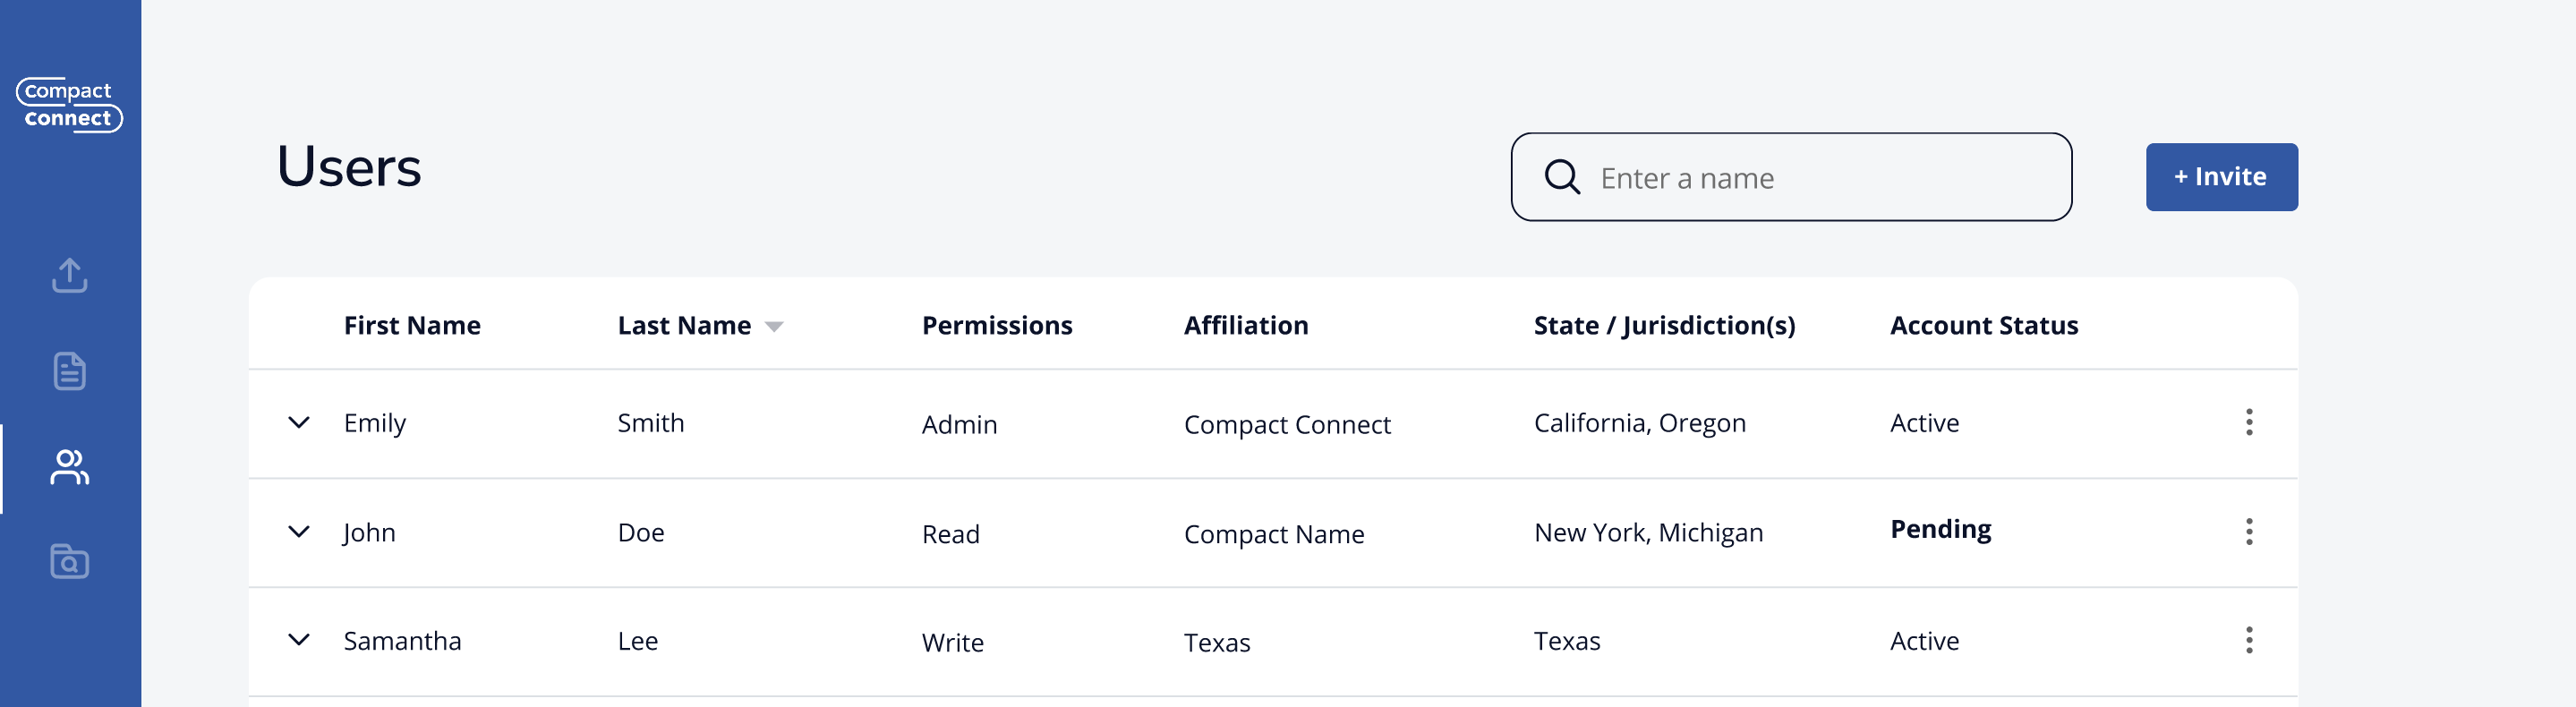 Compact
connect
Users
Enter a name
+ Invite
First Name Last Name Permissions Affiliation State / Jurisdiction(s) Account Status
Emily Smith Admin Compact Connect California, Oregon Active
John Doe Read Compact Name New York, Michigan Pending
Samantha Lee Write Texas Texas Active